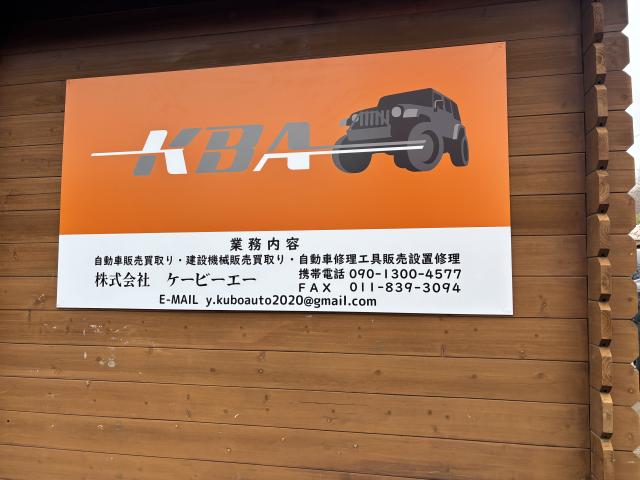 KBA
業務内容
自動車販売買取り・建設機械販売買取り・自動車修理工具販売設置修理
株式会社 ケービーエー 携帯電話 090-1300-4577
FAX 011-839-3094
E-MAIL y.kuboauto2020@gmail.com